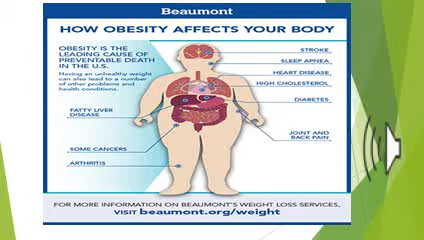 Beaumont
HOW OBESITY AFFECTS YOUR BODY
OBESITY IS THE
LEADING CAUSE OF
PREVENTABLE DEATH
IN THE U.S.
Having an unhealthy weight
can also lead to a number
of other problems and
health conditions.
STROKE
SLEEP APNEA
HEART DISEASE
HIGH CHOLESTEROL
DIABETES
FATTY LIVER
DISEASE
JOINT AND
BACK PAIN
SOME CANCERS
ARTHRITIS
FOR MORE INFORMATION ON BEAUMONT'S WEIGHT LOSS SERVICES,
VISIT beaumont.org/weight